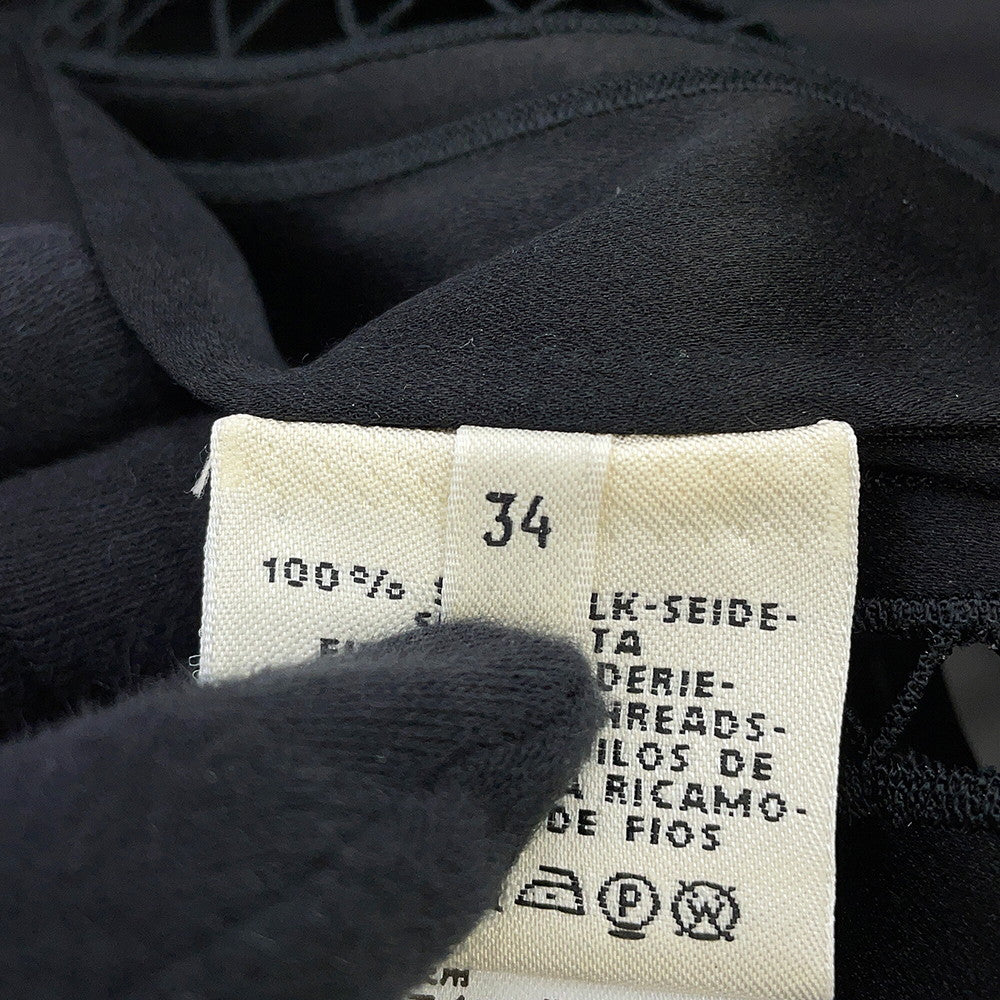 34
100%
LK-SEIDE-
TA
DERIE-
HREADS-
ILOS DE
RICAMO-
DE FIOS
P W